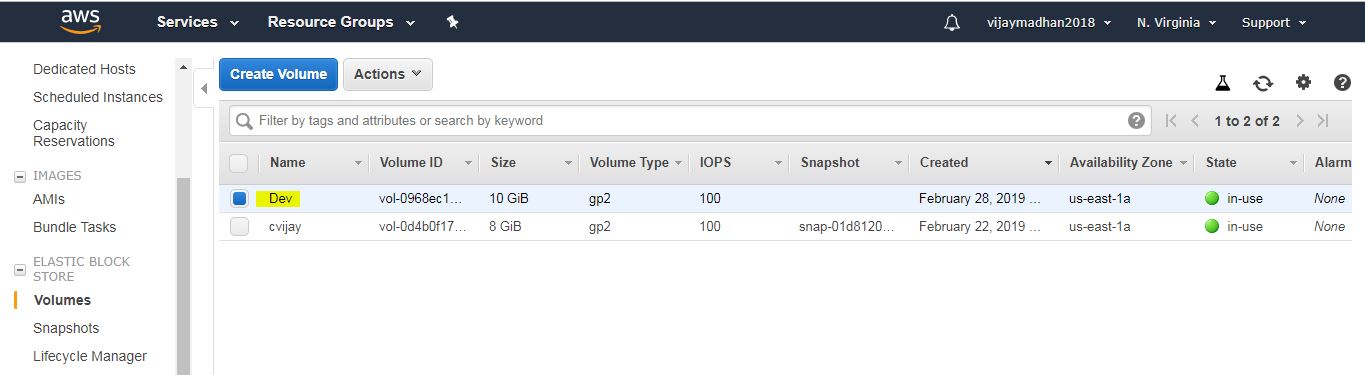 aws Services Resource Groups vijaymadhan2018 N. Virginia Support
Dedicated Hosts
Scheduled Instances
Capacity
Reservations
IMAGES
AMIs
Bundle Tasks
ELASTIC BLOCK
STORE
Volumes
Snapshots
Lifecycle Manager
Create Volume Actions
Filter by tags and attributes or search by keyword 1 to 2 of 2
Name Volume ID Size Volume Type IOPS Snapshot Created Availability Zone State Alarm
Dev vol-0968ec1... 10 GiB gp2 100 February 28, 2019 ... us-east-1a in-use None
cvijay vol-0d4b0f17... 8 GiB gp2 100 snap-01d8120... February 22, 2019 ... us-east-1a in-use None